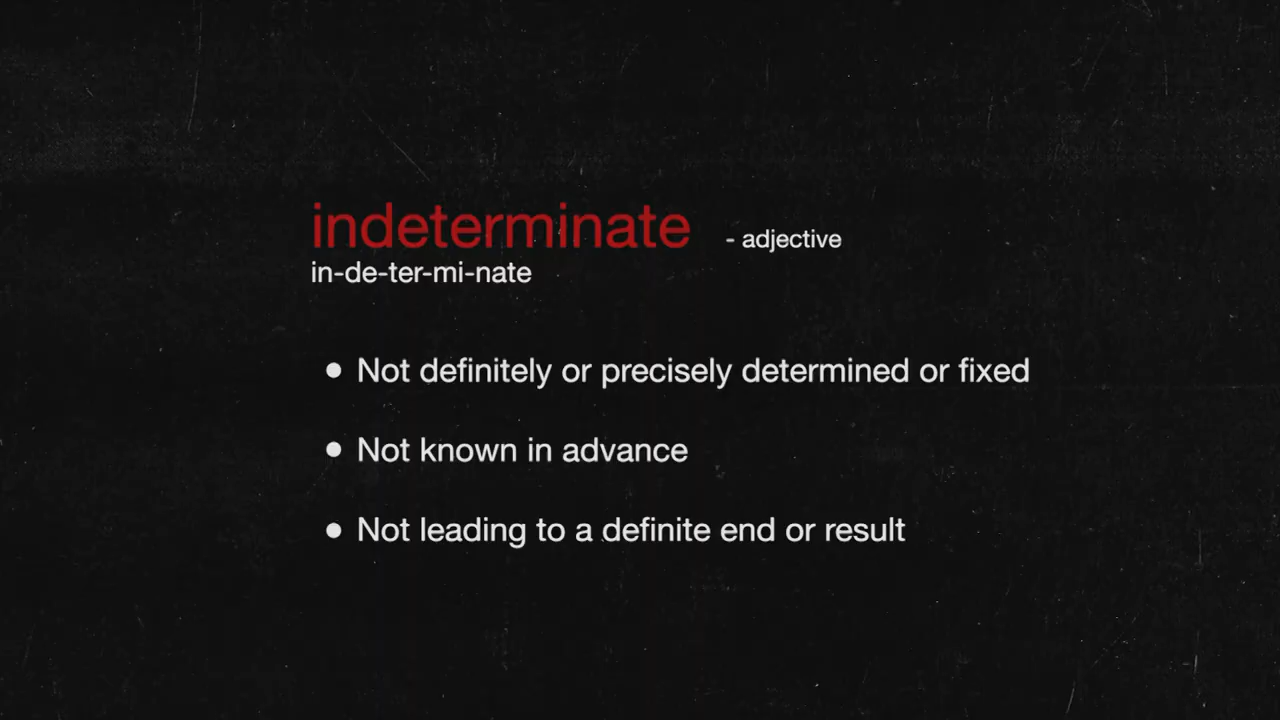 indeterminate - adjective
in-de-ter-mi-nate
● Not definitely or precisely determined or fixed
● Not known in advance
● Not leading to a definite end or result